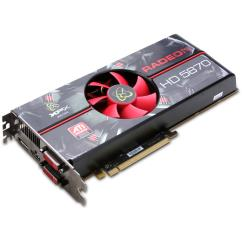 RADEON
HD 5870
XFX
ATI